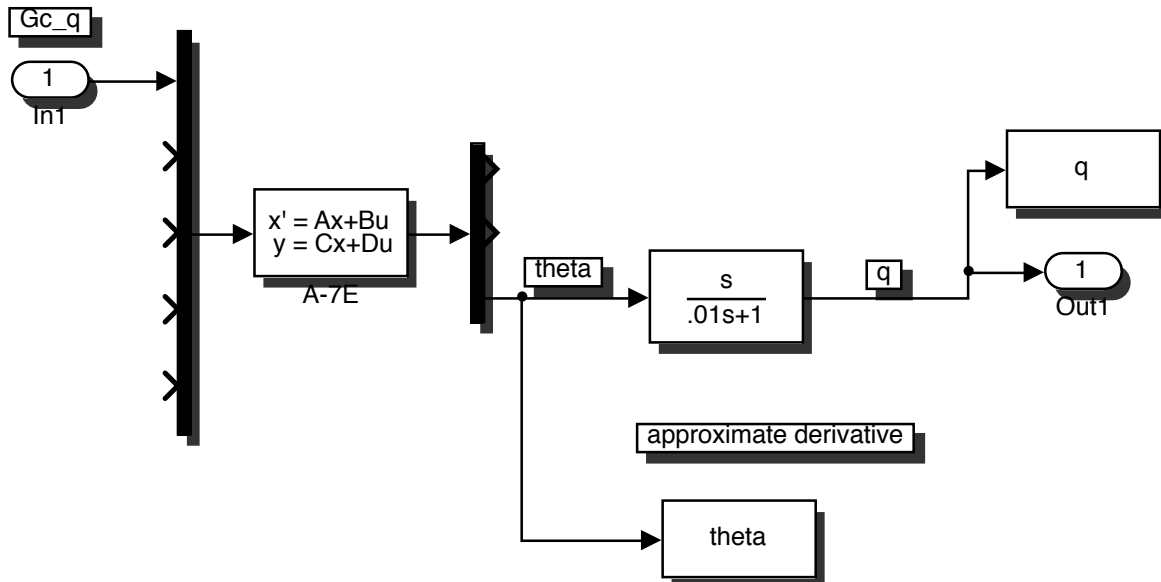 Gc_q
1
In1
x' = Ax+Bu
y = Cx+Du
A-7E
theta
s
.01s+1
q
q
1
Out1
approximate derivative
theta